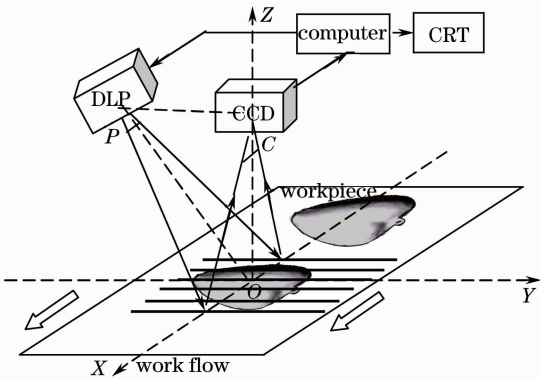 Z
computer
CRT
DLP
CCD
P
C
workpiece
O
Y
X
work flow